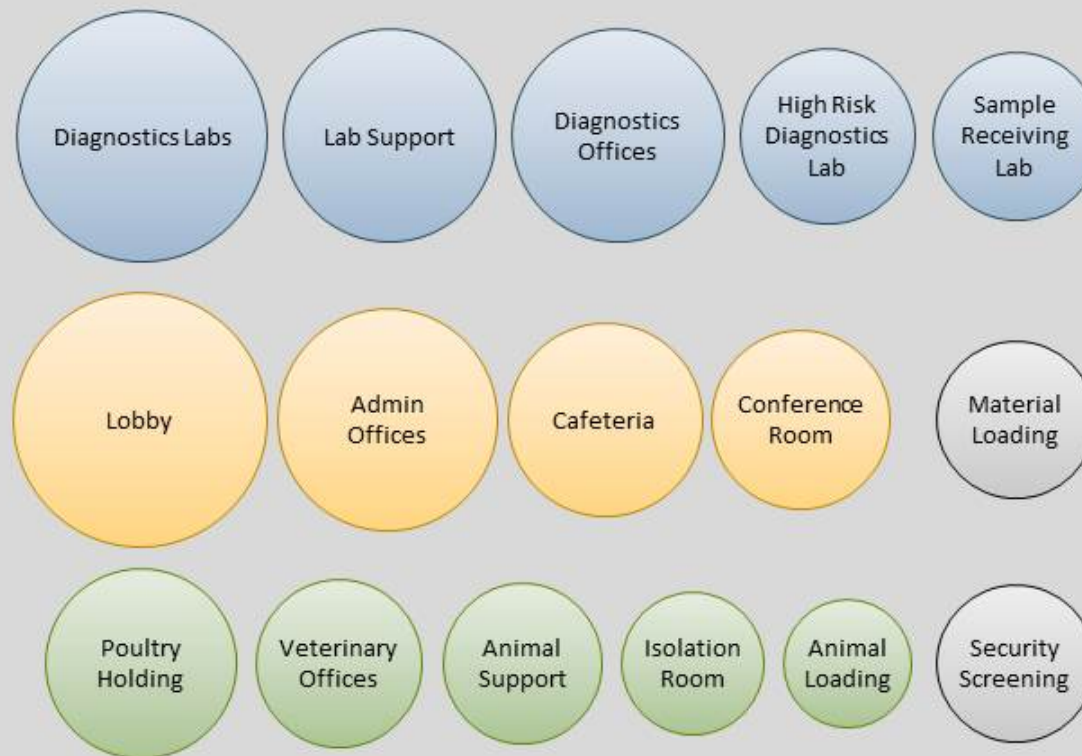 Diagnostics Labs
Lab Support
Diagnostics
Offices
High Risk
Diagnostics
Lab
Sample
Receiving
Lab
Lobby
Admin
Offices
Cafeteria
Conference
Room
Material
Loading
Poultry
Holding
Veterinary
Offices
Animal
Support
Isolation
Room
Animal
Loading
Security
Screening